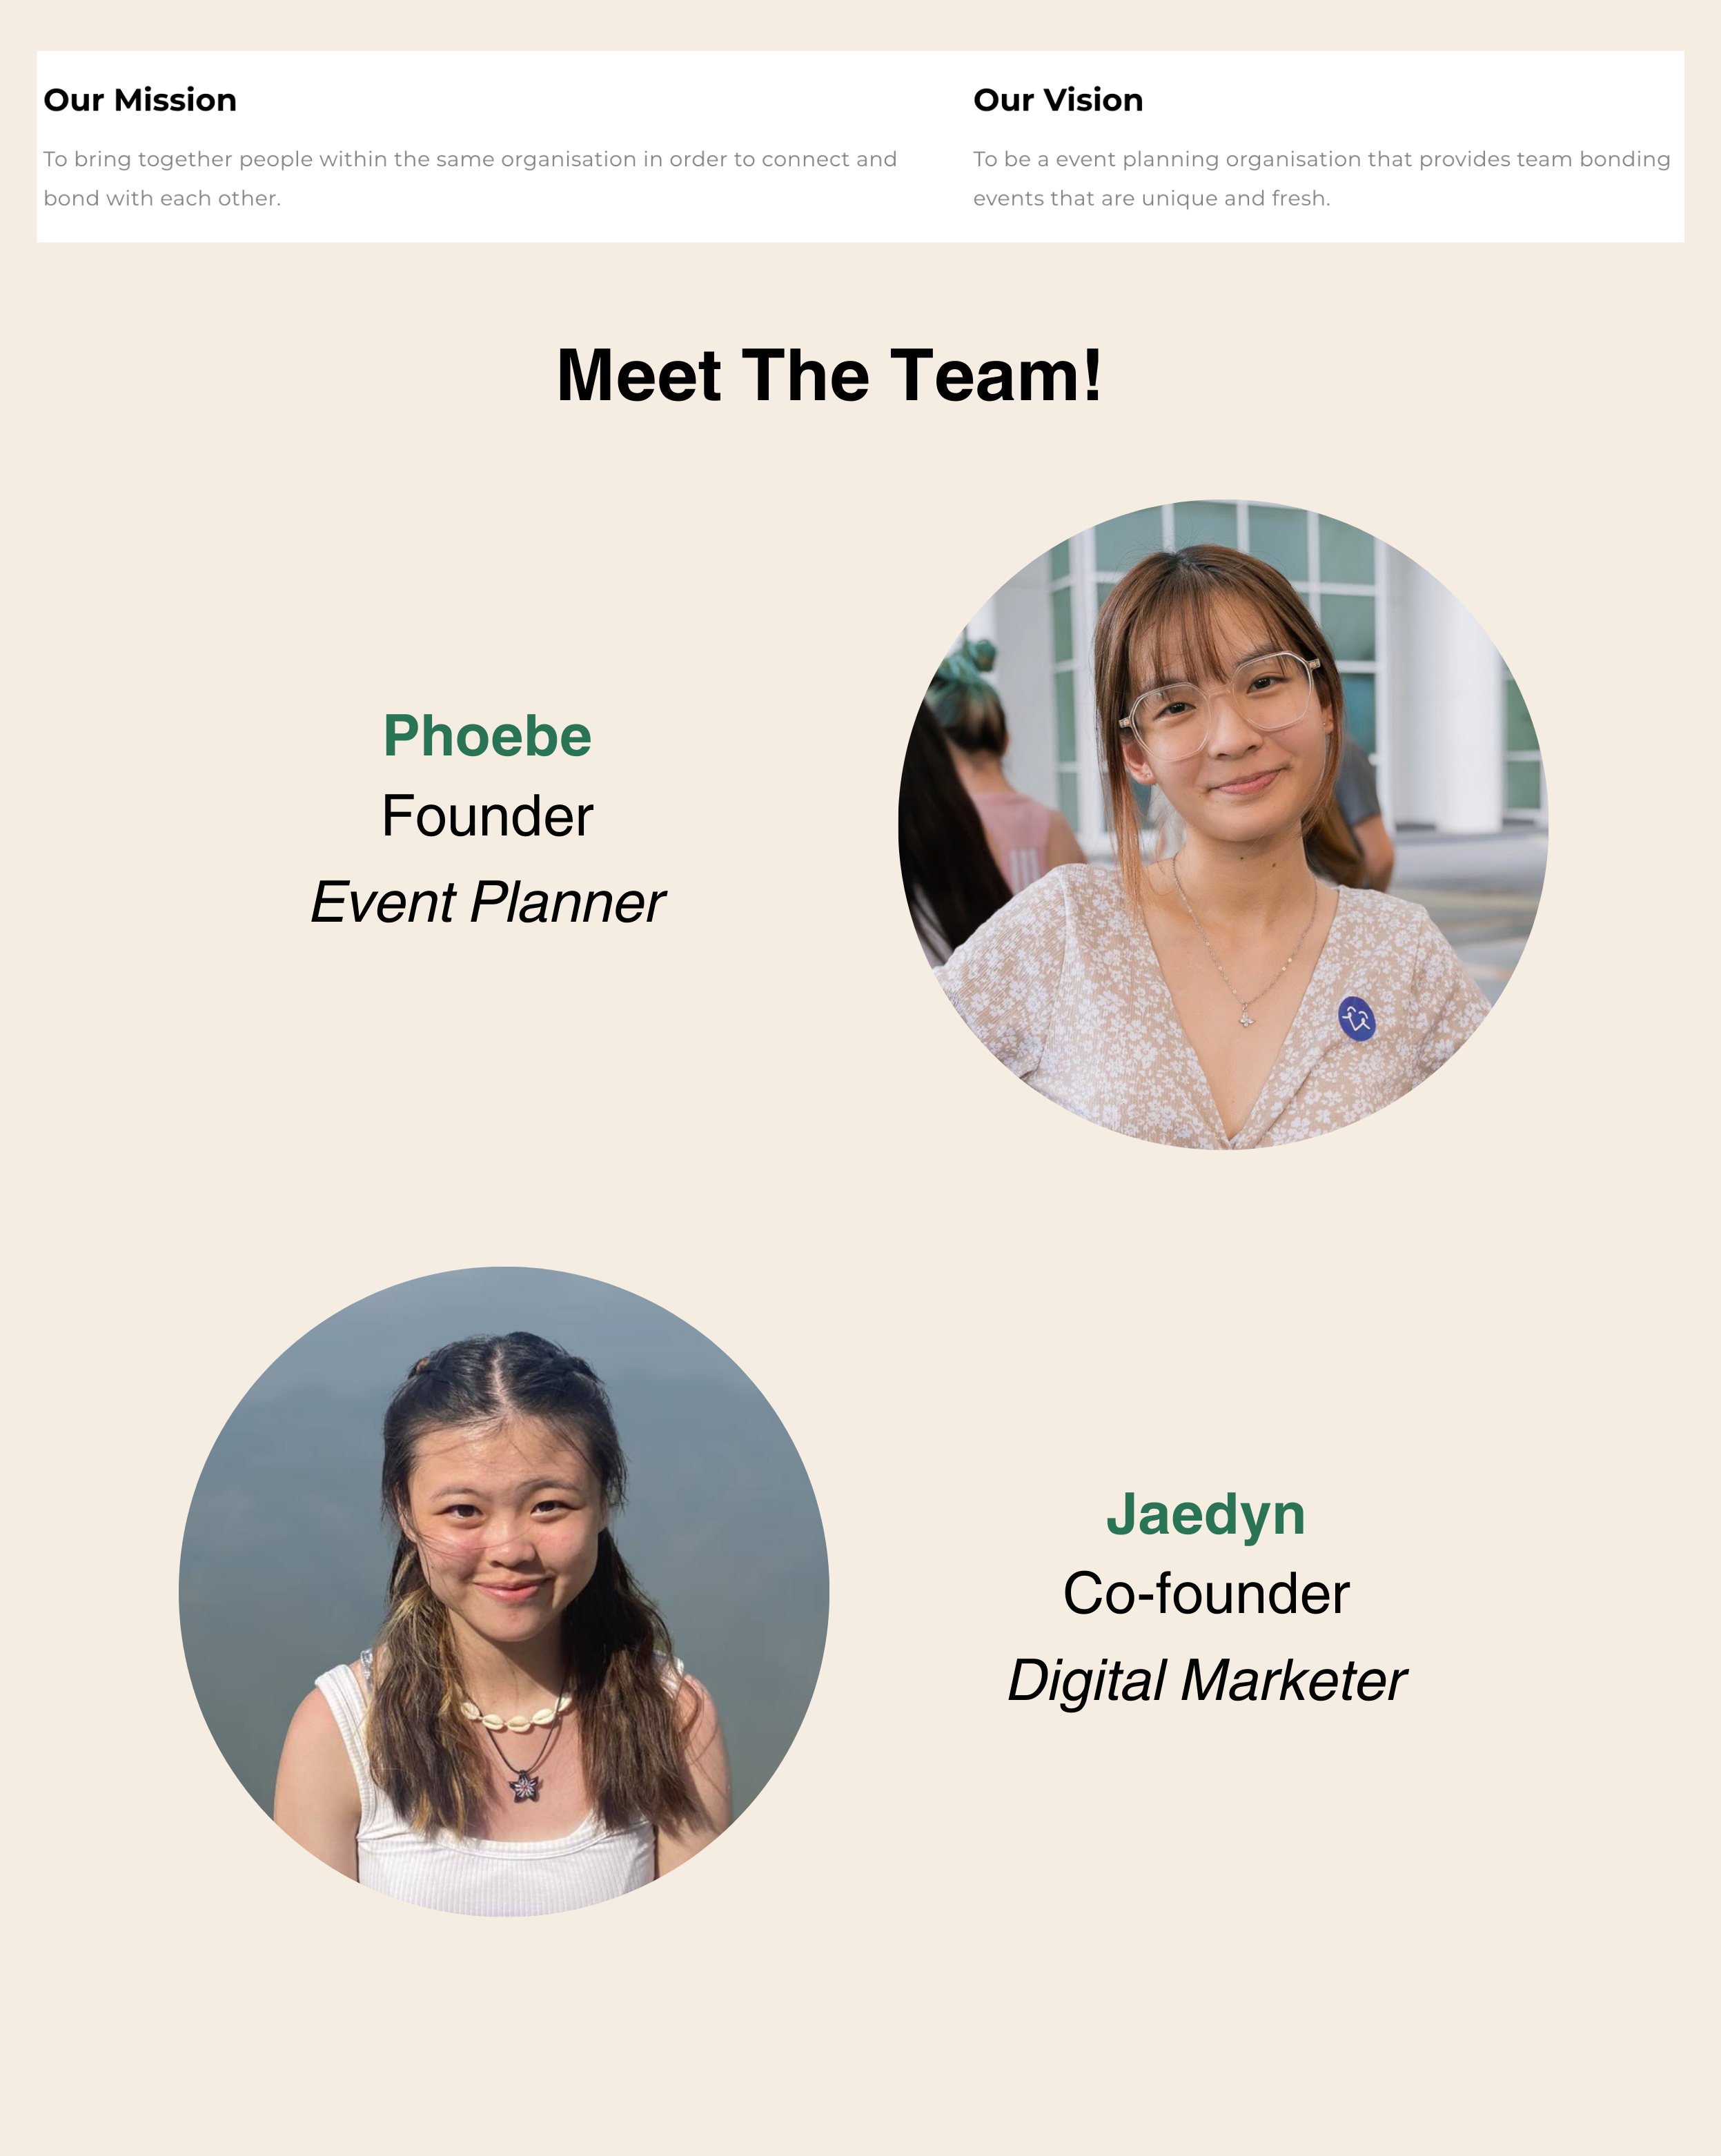 Our Mission
To bring together people within the same organisation in order to connect and
bond with each other.
Our Vision
To be a event planning organisation that provides team bonding
events that are unique and fresh.
Meet The Team!
Phoebe
Founder
Event Planner
Jaedyn
Co-founder
Digital Marketer